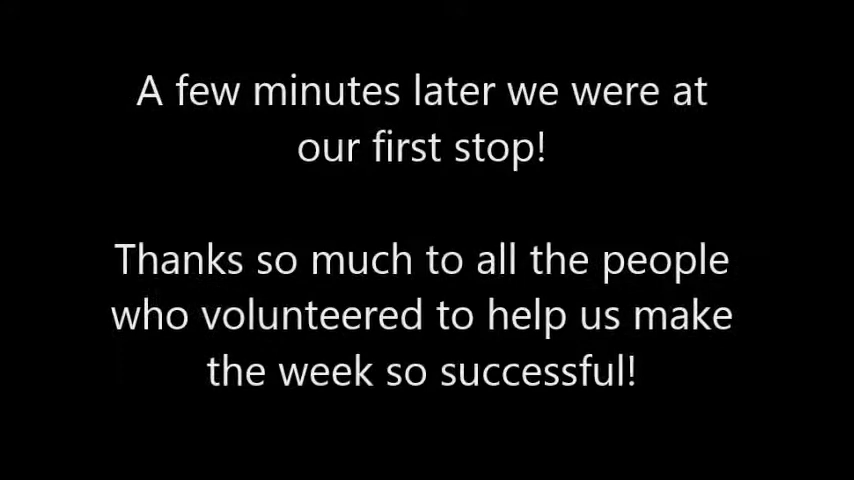 A few minutes later we were at
our first stop!
Thanks so much to all the people
who volunteered to help us make
the week so successful!